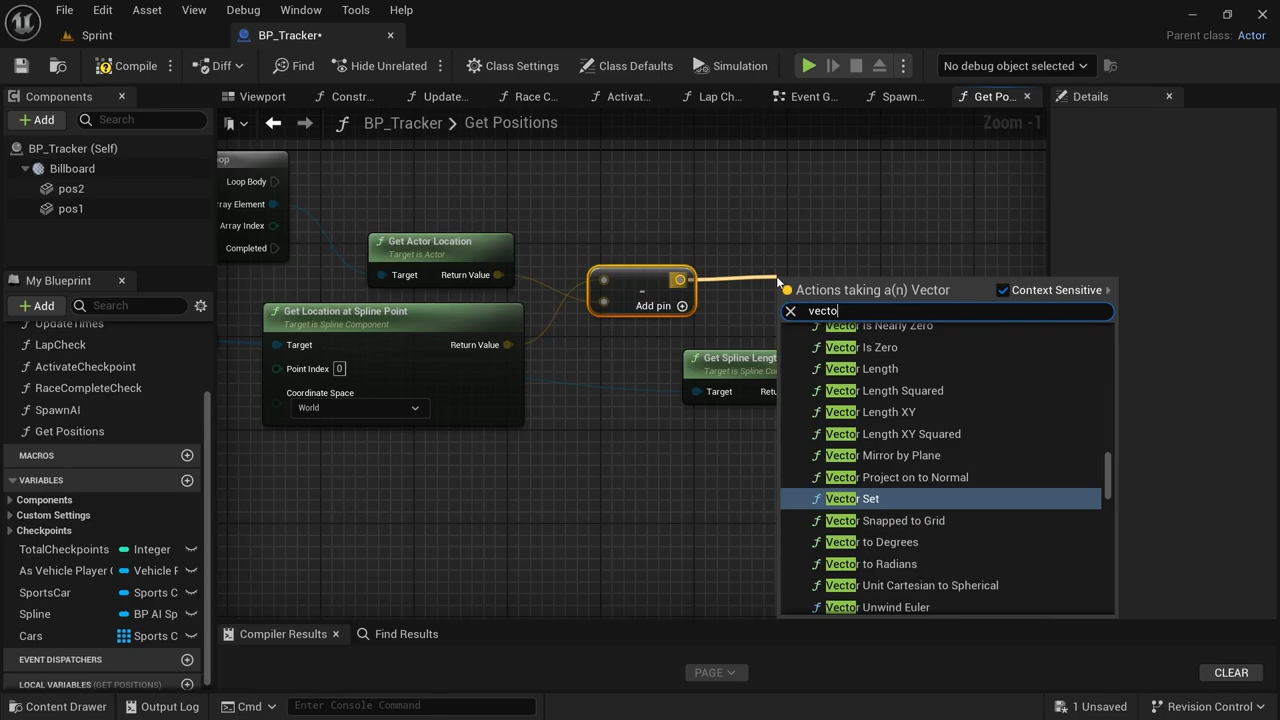 File Edit Asset View Debug Window Tools Help
Sprint BP_Tracker* Parent class: Actor
Compile Diff Find Hide Unrelated Class Settings Class Defaults Simulation No debug object selected
Components Viewport Constr... Update... Race C... Activat... Lap Ch... Event G... Spawn... Get Po... Details
Add Search
BP_Tracker > Get Positions Zoom -1
BP_Tracker (Self)
Billboard
pos2
pos1
My Blueprint
Add Search
UpdateTimes
LapCheck
ActivateCheckpoint
RaceCompleteCheck
SpawnAI
Get Positions
MACROS
VARIABLES
Components
Custom Settings
Checkpoints
TotalCheckpoints Integer
As Vehicle Player Vehicle F
SportsCar Sports C
Spline BP AI Sp
Cars Sports C
EVENT DISPATCHERS
LOCAL VARIABLES (GET POSITIONS)
Loop Body
Array Index
Completed
Get Actor Location
Target is Actor
Target Return Value
Get Location at Spline Point
Target is Spline Component
Target Return Value
Point Index 0
Coordinate Space
World
-
Add pin
Get Spline Lengt
Target is Spline Co
Target
Actions taking a(n) Vector Context Sensitive
vecto
Vector Is Nearly Zero
Vector Is Zero
Vector Length
Vector Length Squared
Vector Length XY
Vector Length XY Squared
Vector Mirror by Plane
Vector Project on to Normal
Vector Set
Vector Snapped to Grid
Vector to Degrees
Vector to Radians
Vector Unit Cartesian to Spherical
Vector Unwind Euler
Compiler Results Find Results
PAGE CLEAR
Content Drawer Output Log Cmd Enter Console Command 1 Unsaved Revision Control